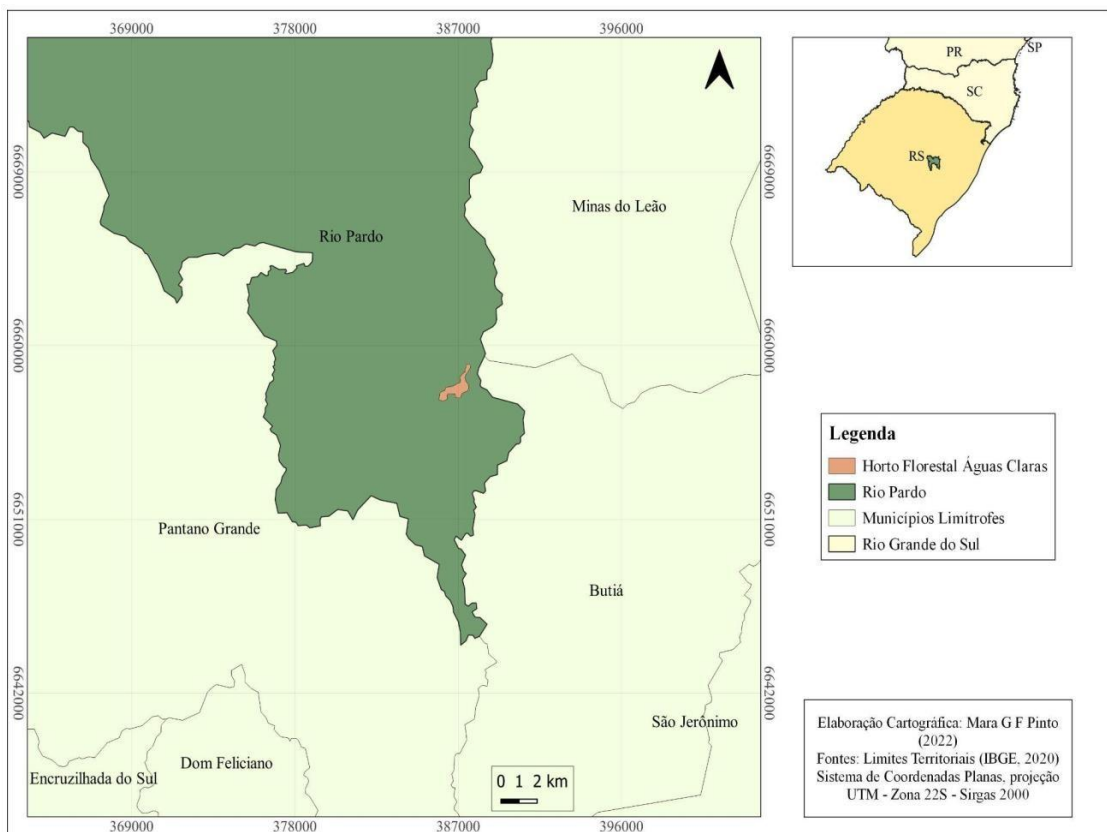 369000 378000 387000 396000
PR SP
SC
RS
6669000 6669000
Minas do Leão
Rio Pardo
6660000 6660000
Legenda
Horto Florestal Águas Claras
Rio Pardo
Municípios Limitrofes
Rio Grande do Sul
6651000 6651000
Pantano Grande
Butiá
6642000 6642000
São Jerônimo
Dom Feliciano
Encruzilhada do Sul
0 1 2 km
369000 378000 387000 396000
Elaboração Cartográfica: Mara G F Pinto
(2022)
Fontes: Limites Territoriais (IBGE, 2020)
Sistema de Coordenadas Planas, projeção
UTM - Zona 22S - Sirgas 2000